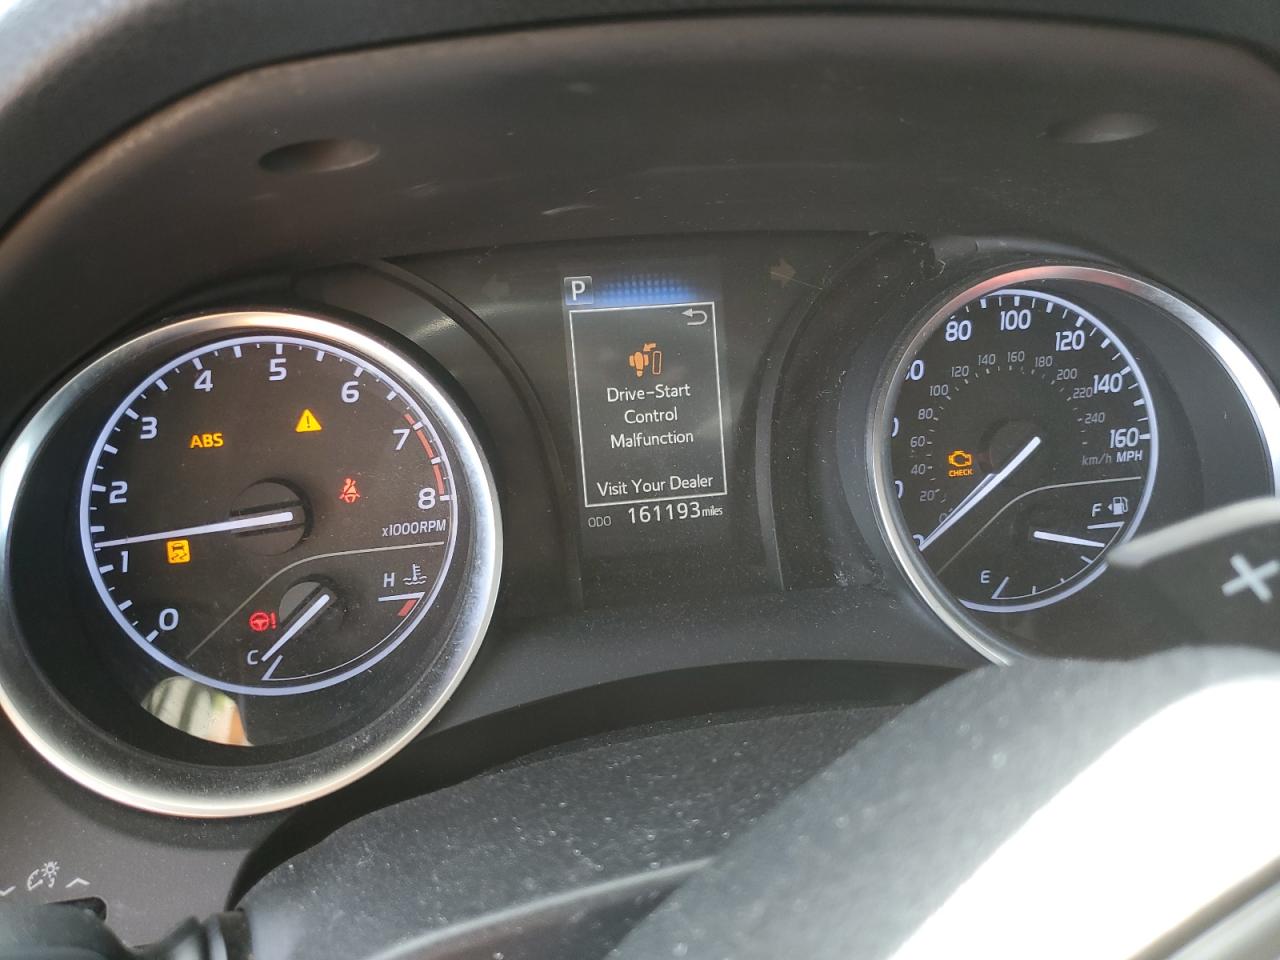 P
Drive-Start
Control
Malfunction
Visit Your Dealer
ODO 161193 miles
0
1
2
3
4
5
6
7
8
x1000RPM
ABS
H
C
80
100
120
140
160
MPH
km/h
20
40
60
80
100
120
140
160
180
200
220
240
CHECK
F
E